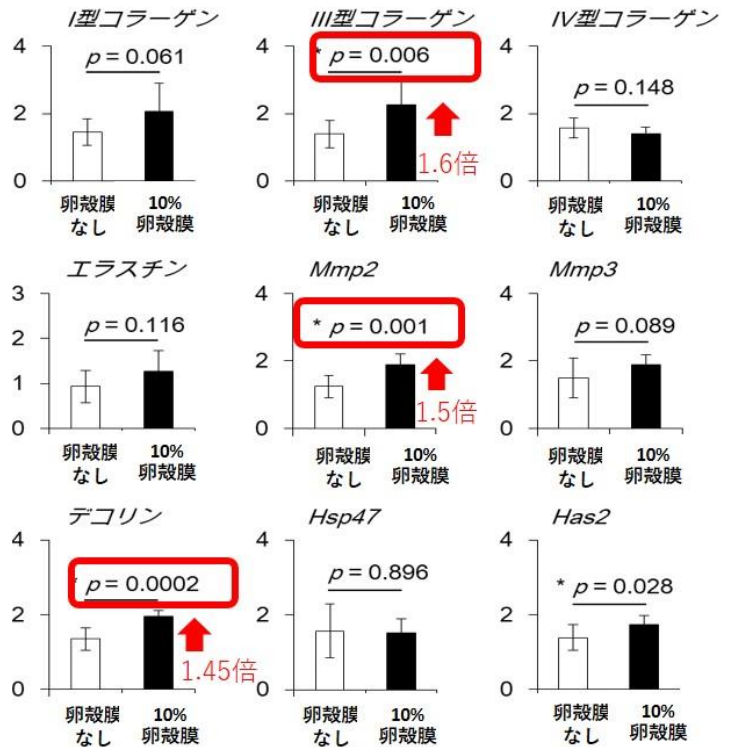 I型コラーゲン
4
2
0
p = 0.061
卵殻膜 10%
なし 卵殻膜
III型コラーゲン
4
2
0
* p = 0.006
1.6倍
卵殻膜 10%
なし 卵殻膜
IV型コラーゲン
4
2
0
p = 0.148
卵殻膜 10%
なし 卵殻膜
エラスチン
3
2
1
0
p = 0.116
卵殻膜 10%
なし 卵殻膜
Mmp2
4
2
0
* p = 0.001
1.5倍
卵殻膜 10%
なし 卵殻膜
Mmp3
4
2
0
p = 0.089
卵殻膜 10%
なし 卵殻膜
デコリン
4
2
0
* p = 0.0002
1.45倍
卵殻膜 10%
なし 卵殻膜
Hsp47
4
2
0
p = 0.896
卵殻膜 10%
なし 卵殻膜
Has2
4
2
0
* p = 0.028
卵殻膜 10%
なし 卵殻膜